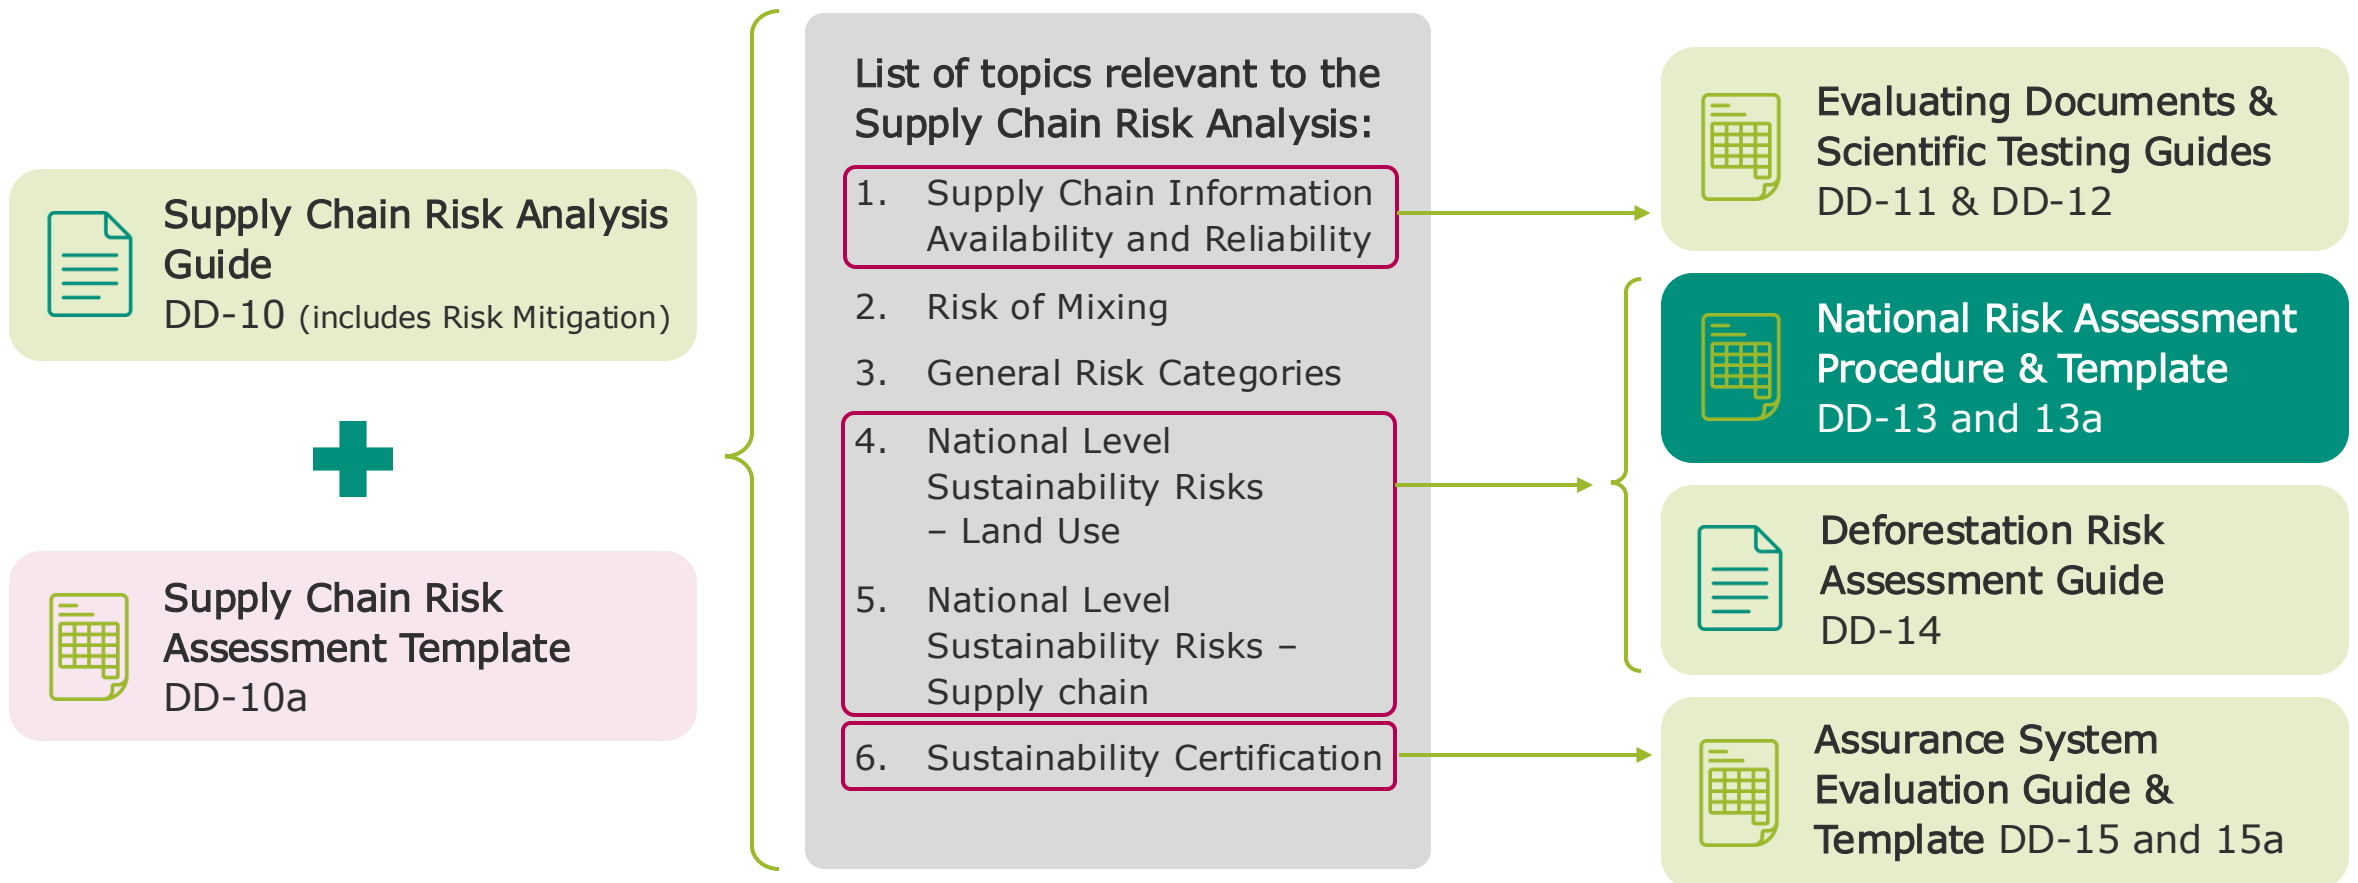 Supply Chain Risk Analysis
Guide
DD-10 (includes Risk Mitigation)
Supply Chain Risk
Assessment Template
DD-10a
List of topics relevant to the
Supply Chain Risk Analysis:
1. Supply Chain Information
Availability and Reliability
2. Risk of Mixing
3. General Risk Categories
4. National Level
Sustainability Risks
– Land Use
5. National Level
Sustainability Risks –
Supply chain
6. Sustainability Certification
Evaluating Documents &
Scientific Testing Guides
DD-11 & DD-12
National Risk Assessment
Procedure & Template
DD-13 and 13a
Deforestation Risk
Assessment Guide
DD-14
Assurance System
Evaluation Guide &
Template DD-15 and 15a